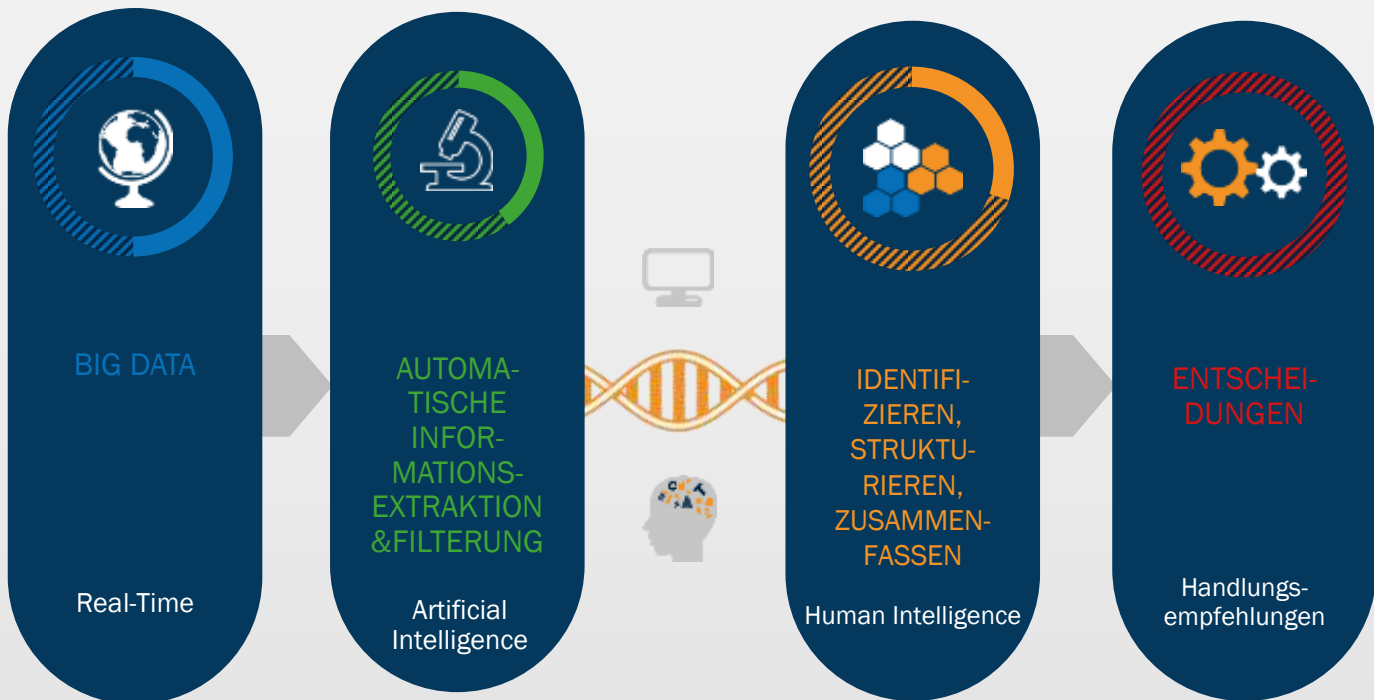 BIG DATA
Real-Time
AUTOMA-
TISCHE
INFOR-
MATIONS-
EXTRAKTION
&FILTERUNG
Artificial
Intelligence
IDENTIFI-
ZIEREN,
STRUKTU-
RIEREN,
ZUSAMMEN-
FASSEN
Human Intelligence
ENTSCHEI-
DUNGEN
Handlungs-
empfehlungen